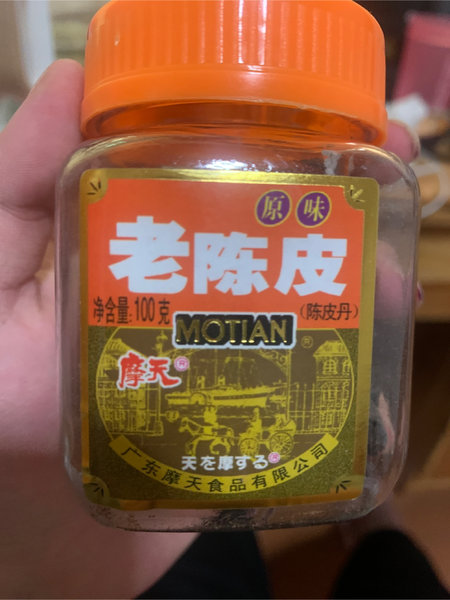 原味
老陈皮
净含量:100克
(陈皮丹)
MOTIAN
®
摩天®
天を摩する®
广东摩天食品有限公司